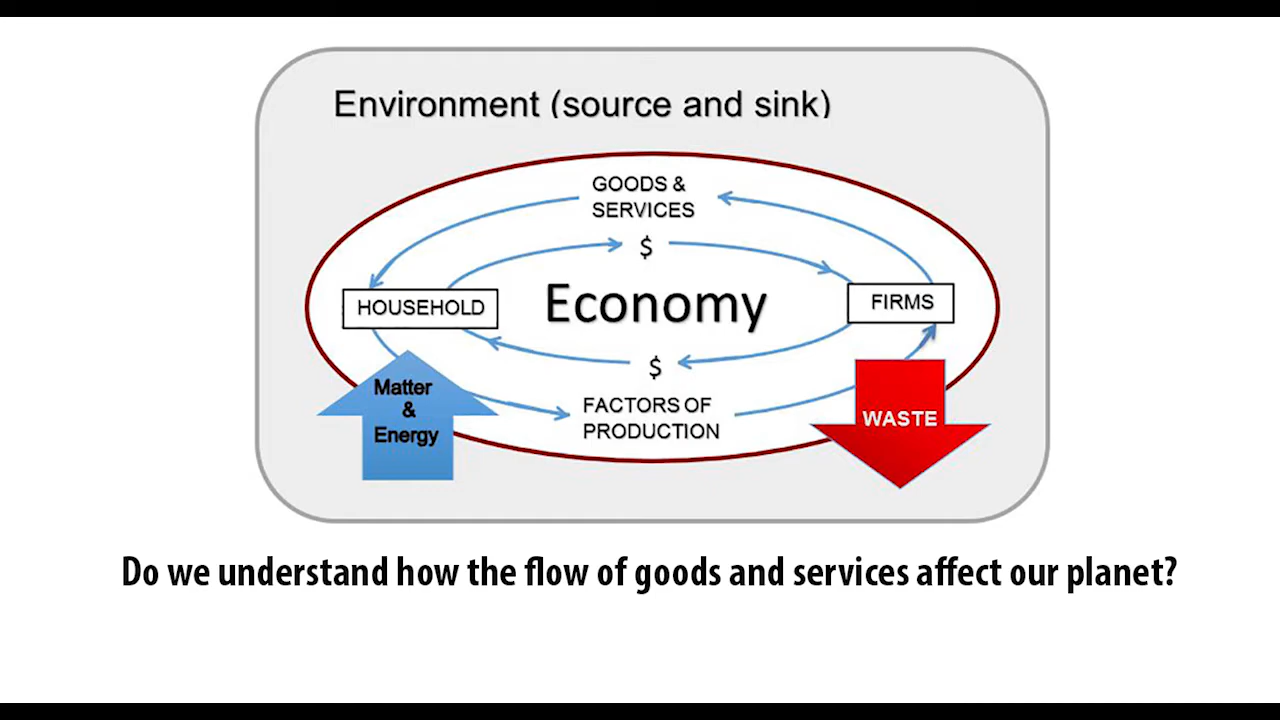 Environment (source and sink)
GOODS &
SERVICES
$
HOUSEHOLD
Economy
FIRMS
$
Matter
&
Energy
FACTORS OF
PRODUCTION
WASTE
Do we understand how the flow of goods and services affect our planet?